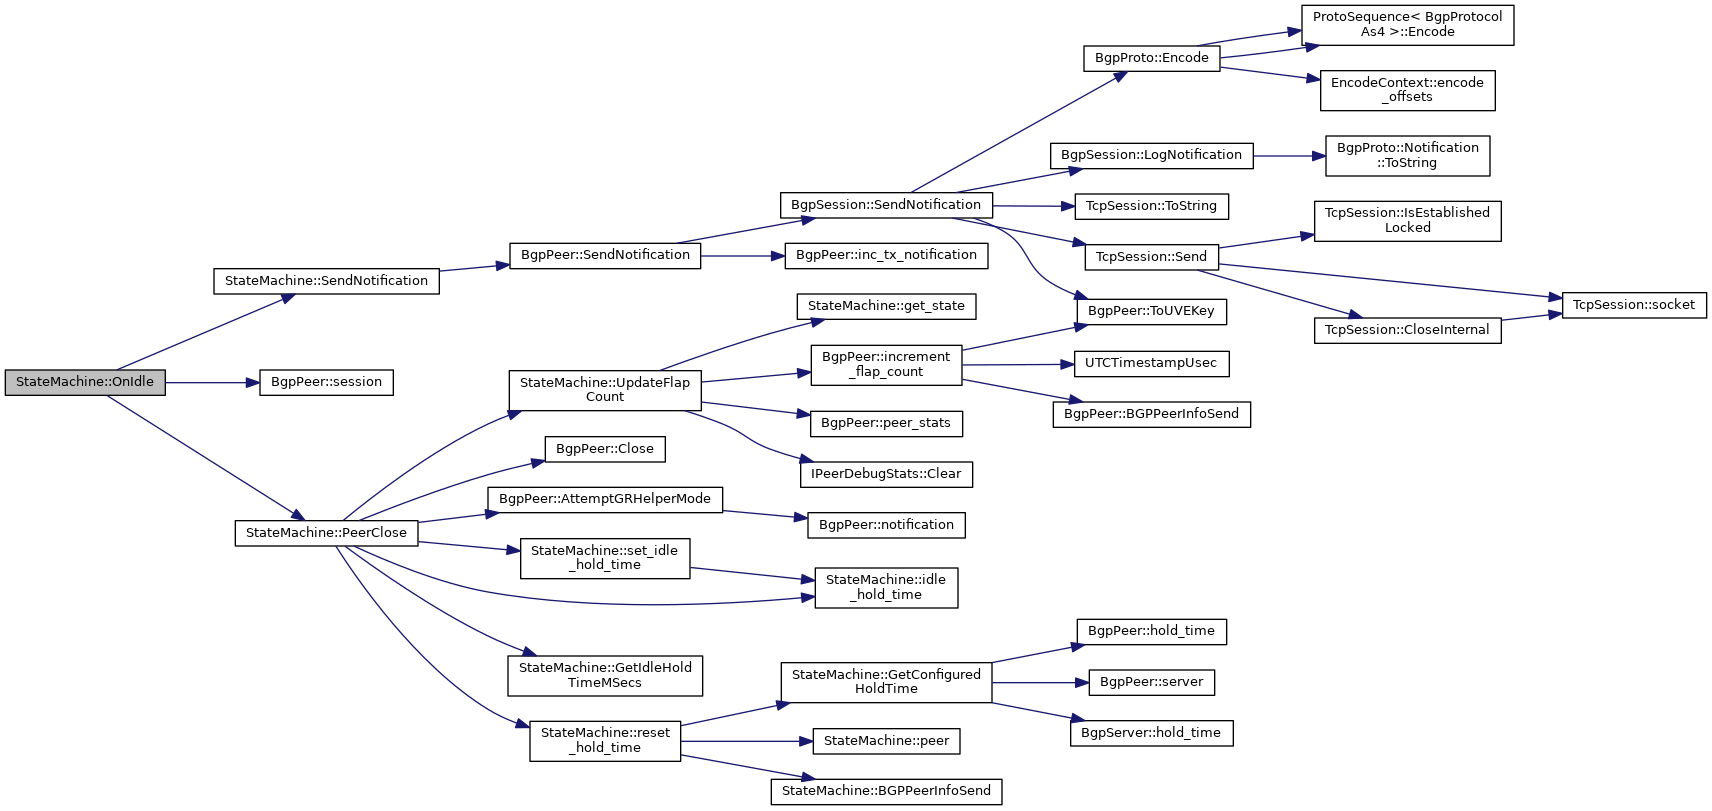 ProtoSequence< BgpProtocol
As4 >::Encode
BgpProto::Encode
EncodeContext::encode
_offsets
BgpSession::LogNotification
BgpProto::Notification
::ToString
BgpSession::SendNotification
TcpSession::ToString
TcpSession::IsEstablished
Locked
BgpPeer::SendNotification
BgpPeer::inc_tx_notification
TcpSession::Send
StateMachine::SendNotification
StateMachine::get_state
BgpPeer::ToUVEKey
TcpSession::socket
TcpSession::CloseInternal
BgpPeer::increment
_flap_count
UTCTimestampUsec
StateMachine::OnIdle
BgpPeer::session
StateMachine::UpdateFlap
Count
BgpPeer::BGPPeerInfoSend
BgpPeer::peer_stats
BgpPeer::Close
IPeerDebugStats::Clear
BgpPeer::AttemptGRHelperMode
BgpPeer::notification
StateMachine::PeerClose
StateMachine::set_idle
_hold_time
StateMachine::idle
_hold_time
BgpPeer::hold_time
StateMachine::GetIdleHold
TimeMSecs
StateMachine::GetConfigured
HoldTime
BgpPeer::server
StateMachine::reset
_hold_time
StateMachine::peer
BgpServer::hold_time
StateMachine::BGPPeerInfoSend